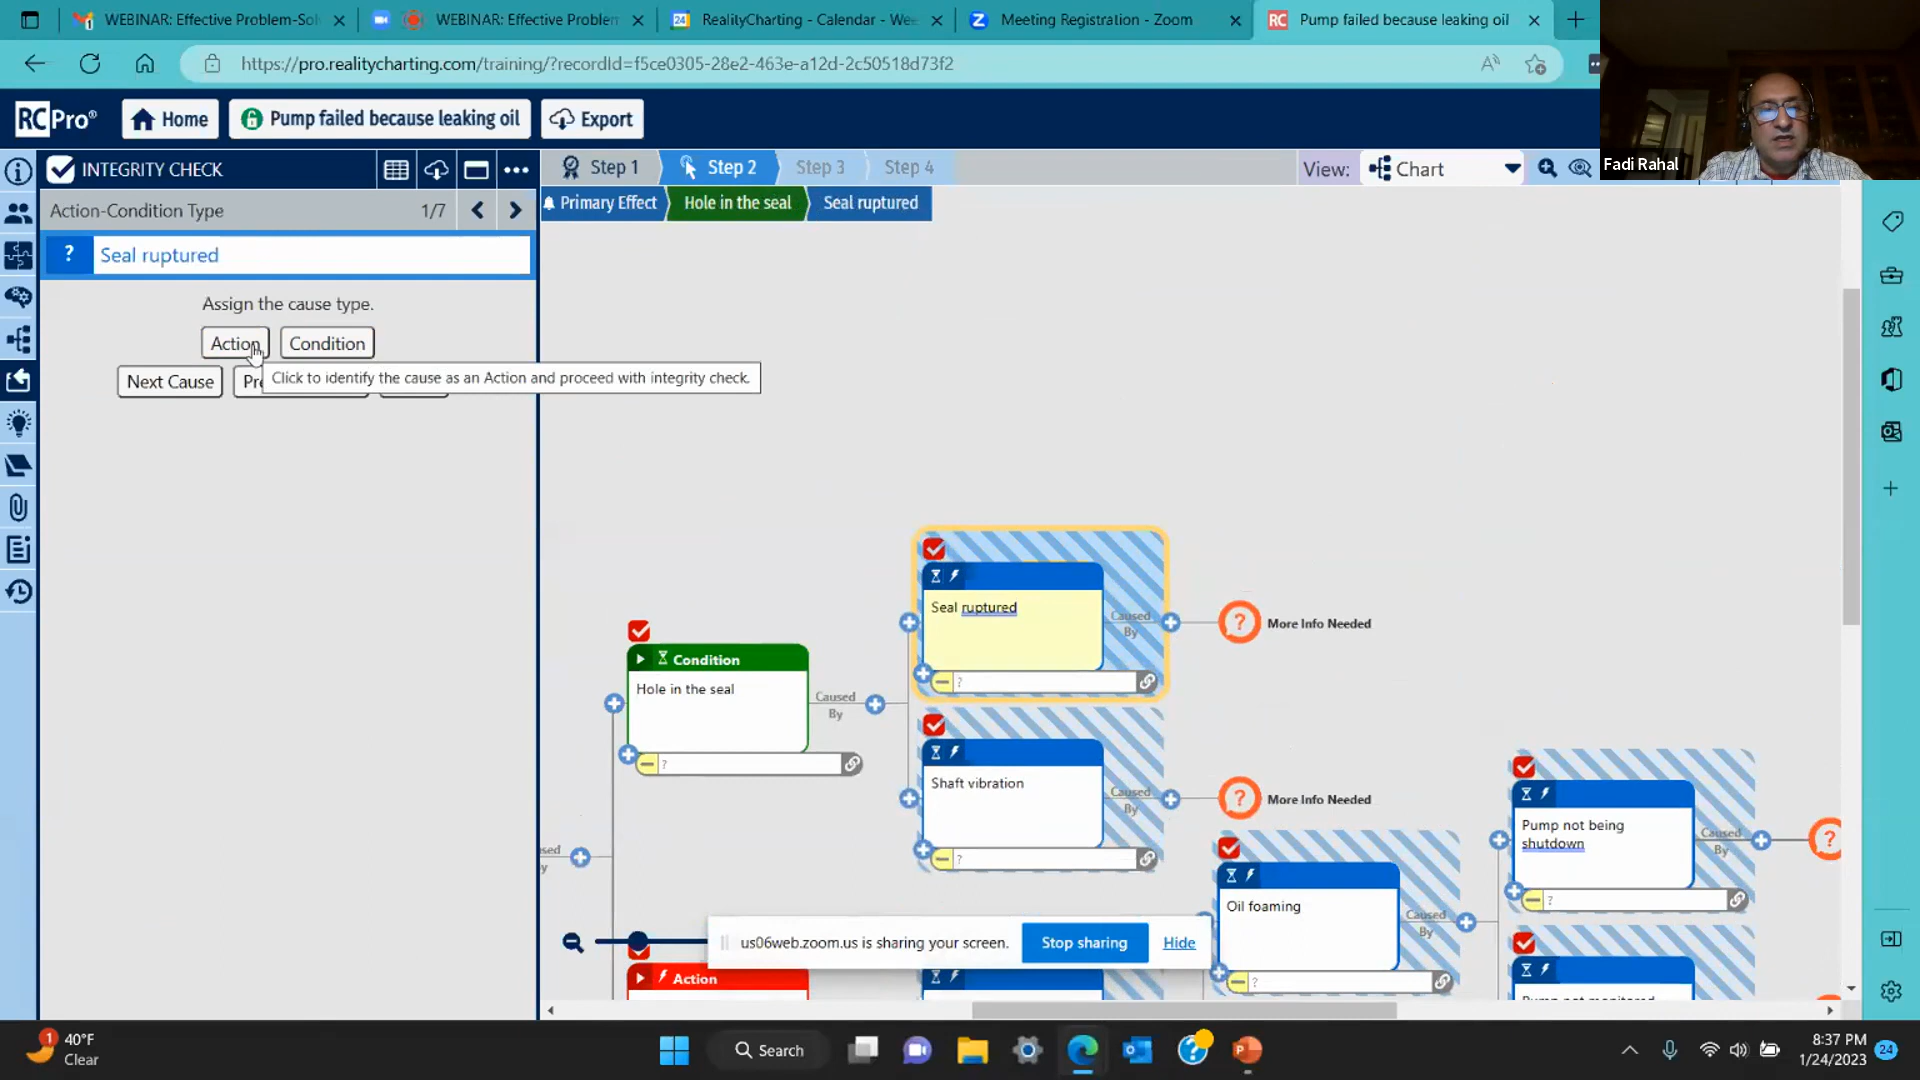 WEBINAR: Effective Problem-Sol
WEBINAR: Effective Problem
RealityCharting - Calendar - Wee
Meeting Registration - Zoom
RC Pump failed because leaking oil
https://pro.realitycharting.com/training/?recordId=f5ce0305-28e2-463e-a12d-2c50518d73f2
RC Pro® Home Pump failed because leaking oil Export
Fadi Rahal
INTEGRITY CHECK
Step 1 Step 2 Step 3 Step 4 View: Chart
Action-Condition Type 1/7
Primary Effect Hole in the seal Seal ruptured
? Seal ruptured
Assign the cause type.
Action Condition
Next Cause Pre
Click to identify the cause as an Action and proceed with integrity check.
Seal ruptured
Caused By
? More Info Needed
?
Condition
Hole in the seal
Caused By
?
Shaft vibration
Caused By
? More Info Needed
?
Pump not being shutdown
Caused By
?
?
Oil foaming
Caused By
?
Action
us06web.zoom.us is sharing your screen. Stop sharing Hide
1 40°F
Clear
Search
8:37 PM
1/24/2023 24